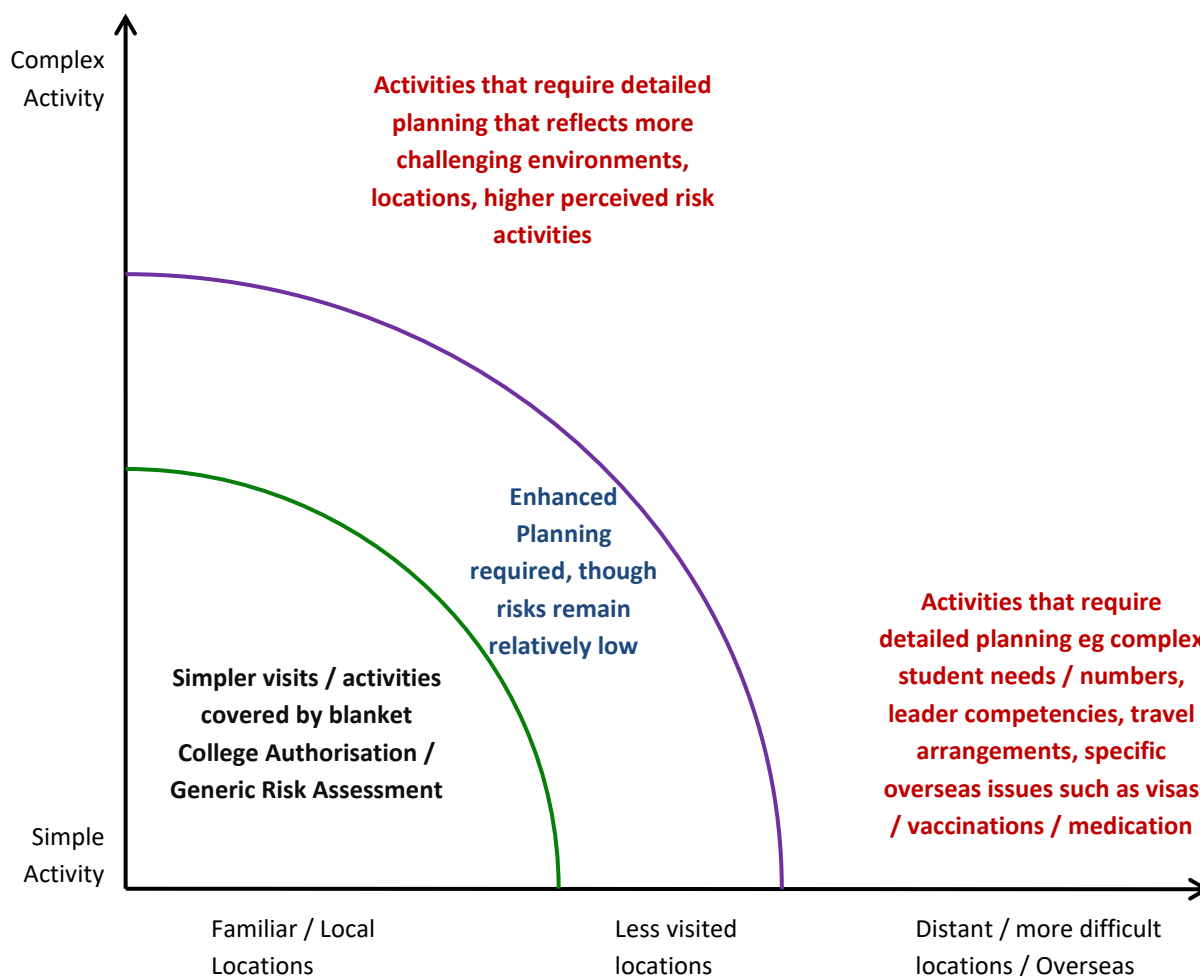 Complex
Activity
Activities that require detailed
planning that reflects more
challenging environments,
locations, higher perceived risk
activities
Enhanced
Planning
required, though
risks remain
relatively low
Activities that require
detailed planning eg complex
student needs / numbers,
leader competencies, travel
arrangements, specific
overseas issues such as visas
/ vaccinations / medication
Simpler visits / activities
covered by blanket
College Authorisation /
Generic Risk Assessment
Simple
Activity
Familiar / Local
Locations
Less visited
locations
Distant / more difficult
locations / Overseas